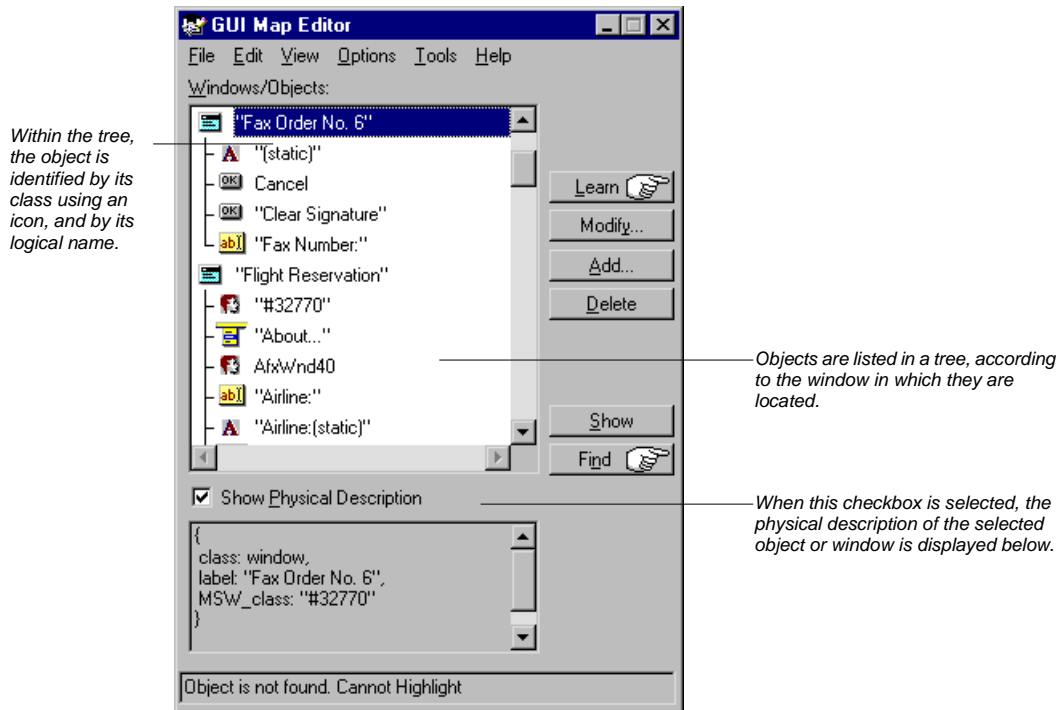 GUI Map Editor
File Edit View Options Tools Help
Windows/Objects:
"Fax Order No. 6"
"(static)"
Cancel
"Clear Signature"
"Fax Number:"
"Flight Reservation"
"#32770"
"About..."
AfxWnd40
"Airline:"
"Airline:(static)"
Learn
Modify...
Add...
Delete
Show
Find
Show Physical Description
{
class: window,
label: "Fax Order No. 6",
MSW_class: "#32770"
}
Object is not found. Cannot Highlight
Within the tree,
the object is
identified by its
class using an
icon, and by its
logical name.
Objects are listed in a tree, according
to the window in which they are
located.
When this checkbox is selected, the
physical description of the selected
object or window is displayed below.